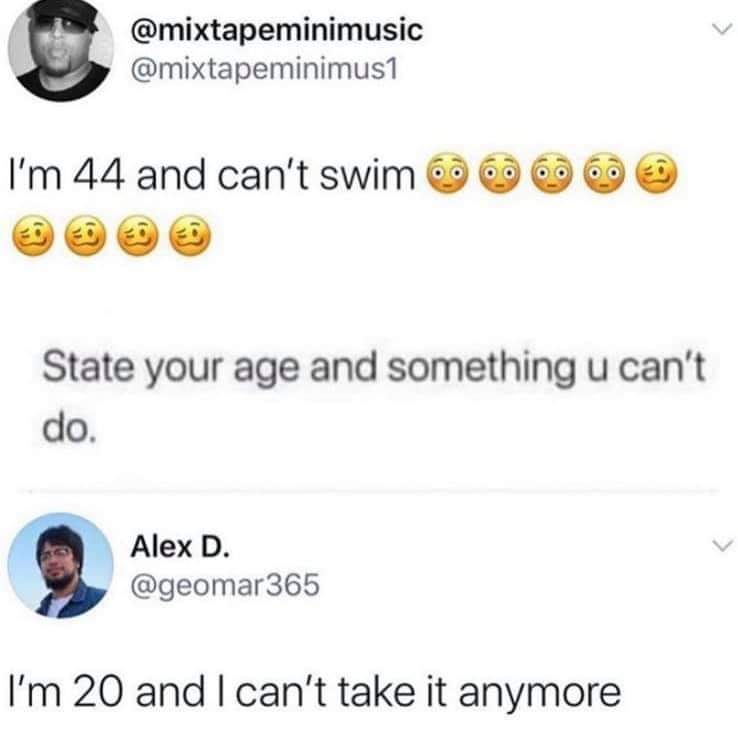 @mixtapeminimusic
@mixtapeminimus1
I'm 44 and can't swim 😳 😳 😳 😳 🥴
🥴 🥴 🥴 🥴
State your age and something u can't
do.
Alex D.
@geomar365
I'm 20 and I can't take it anymore